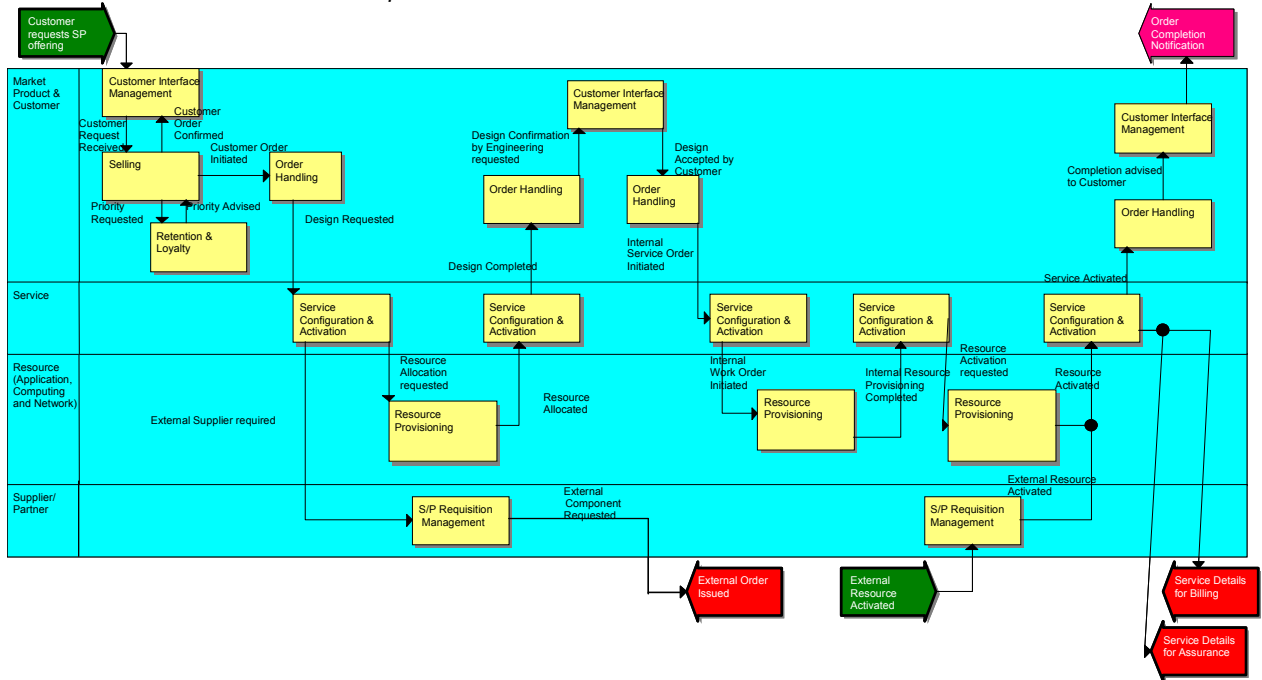 Customer
requests SP
offering
Order
Completion
Notification
Market
Product &
Customer
Customer Interface
Management
Customer
Request
Received
Customer
Order
Confirmed
Selling
Customer Order
Initiated
Order
Handling
Priority
Requested
Priority Advised
Retention &
Loyalty
Design Requested
Design Confirmation
by Engineering
requested
Customer Interface
Management
Design
Accepted by
Customer
Order Handling
Order
Handling
Design Completed
Internal
Service Order
Initiated
Customer Interface
Management
Completion advised
to Customer
Order Handling
Service Activated
Service
Service
Configuration &
Activation
Service
Configuration &
Activation
Service
Configuration &
Activation
Service
Configuration &
Activation
Service
Configuration &
Activation
Resource
(Application,
Computing
and Network)
External Supplier required
Resource
Allocation
requested
Resource
Provisioning
Resource
Allocated
Internal
Work Order
Initiated
Resource
Provisioning
Internal Resource
Provisioning
Completed
Resource
Activation
requested
Resource
Provisioning
Resource
Activated
Supplier/
Partner
S/P Requisition
Management
External
Component
Requested
S/P Requisition
Management
External Resource
Activated
External Order
Issued
External
Resource
Activated
Service Details
for Billing
Service Details
for Assurance